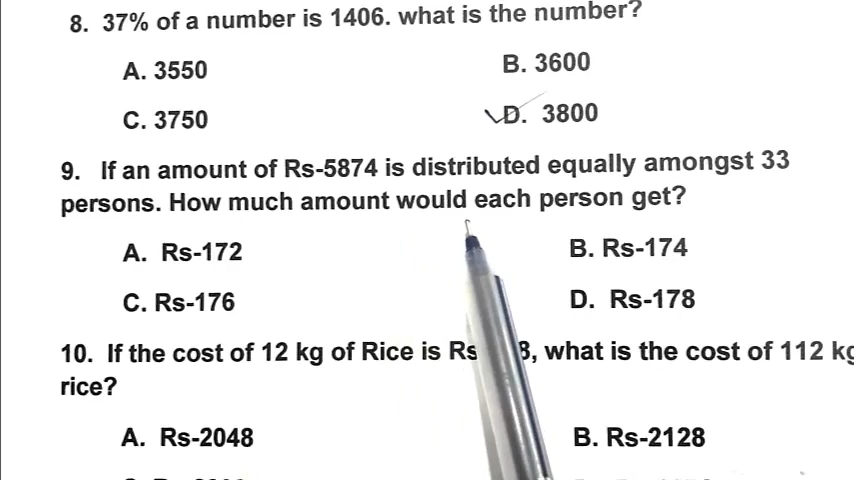 8. 37% of a number is 1406. what is the number?
A. 3550 B. 3600
C. 3750 D. 3800
9. If an amount of Rs-5874 is distributed equally amongst 33
persons. How much amount would each person get?
A. Rs-172 B. Rs-174
C. Rs-176 D. Rs-178
10. If the cost of 12 kg of Rice is Rs 8, what is the cost of 112 kg
rice?
A. Rs-2048 B. Rs-2128